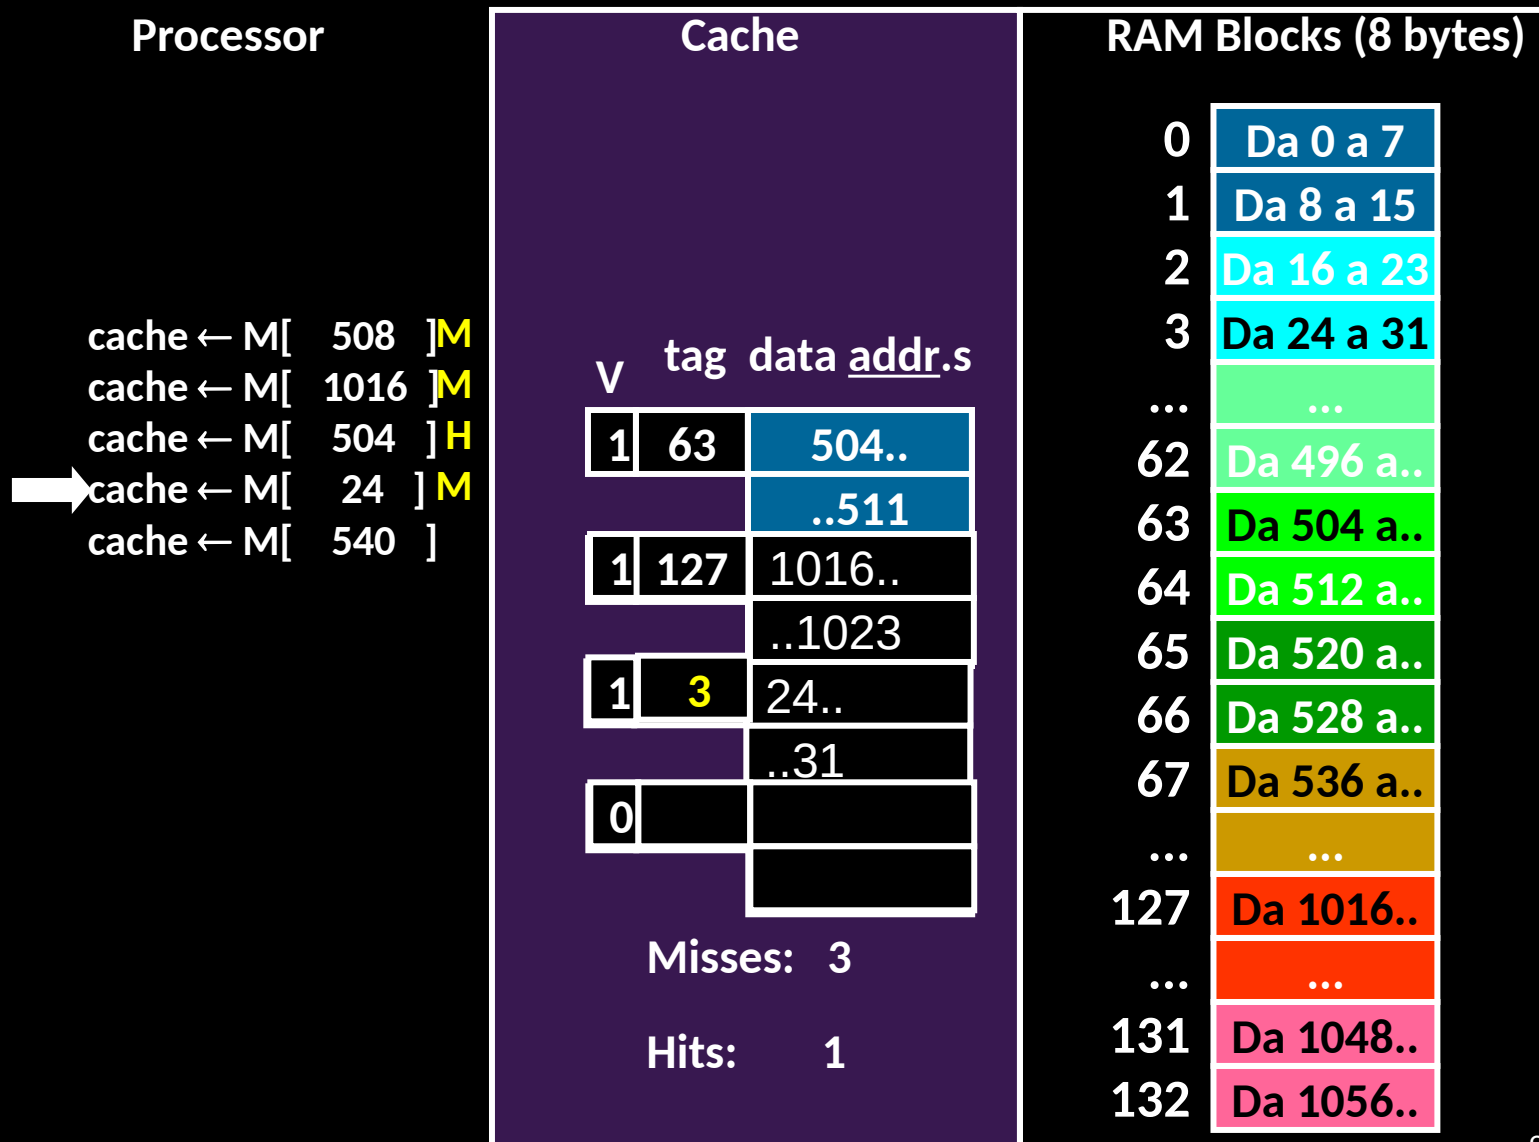 Processor
cache ← M[ 508 ]M
cache ← M[ 1016 ]M
cache ← M[ 504 ] H
cache ← M[ 24 ] M
cache ← M[ 540 ]
Cache
V tag data addr.s
1 63 504..
..511
1 127 1016..
..1023
1 3 24..
..31
0
Misses: 3
Hits: 1
RAM Blocks (8 bytes)
0 Da 0 a 7
1 Da 8 a 15
2 Da 16 a 23
3 Da 24 a 31
... ...
62 Da 496 a..
63 Da 504 a..
64 Da 512 a..
65 Da 520 a..
66 Da 528 a..
67 Da 536 a..
... ...
127 Da 1016..
... ...
131 Da 1048..
132 Da 1056..